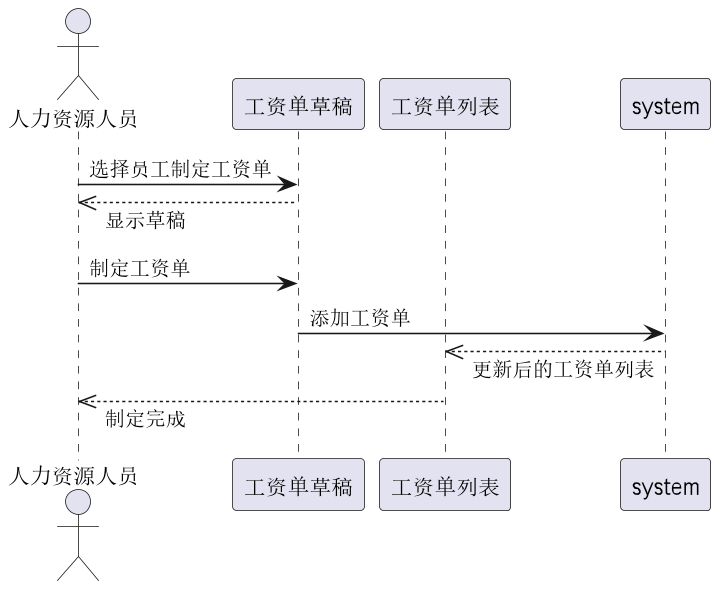 人力资源人员
工资单草稿
工资单列表
system
选择员工制定工资单
显示草稿
制定工资单
添加工资单
更新后的工资单列表
制定完成
人力资源人员
工资单草稿
工资单列表
system